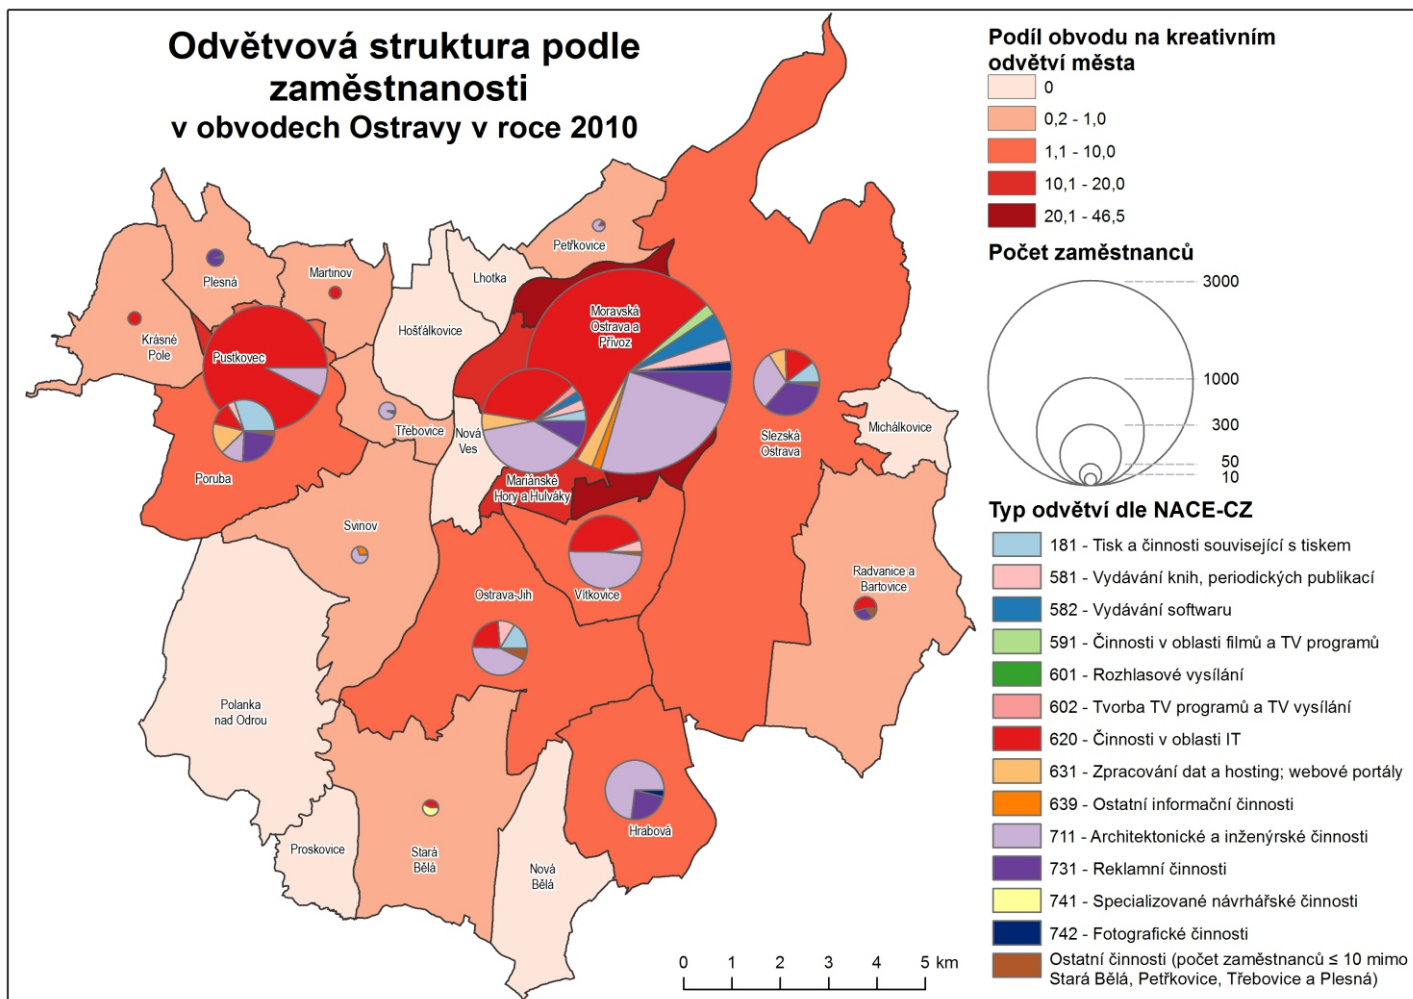 Odvětvová struktura podle
zaměstnanosti
v obvodech Ostravy v roce 2010
Podíl obvodu na kreativním
odvětví města
0
0,2 - 1,0
1,1 - 10,0
10,1 - 20,0
20,1 - 46,5
Počet zaměstnanců
3000
1000
300
50
10
Typ odvětví dle NACE-CZ
181 - Tisk a činnosti související s tiskem
581 - Vydávání knih, periodických publikací
582 - Vydávání softwaru
591 - Činnosti v oblasti filmů a TV programů
601 - Rozhlasové vysílání
602 - Tvorba TV programů a TV vysílání
620 - Činnosti v oblasti IT
631 - Zpracování dat a hosting; webové portály
639 - Ostatní informační činnosti
711 - Architektonické a inženýrské činnosti
731 - Reklamní činnosti
741 - Specializované návrhářské činnosti
742 - Fotografické činnosti
Ostatní činnosti (počet zaměstnanců ≤ 10 mimo
Stará Bělá, Petřkovice, Třebovice a Plesná)
Petřkovice
Plesná
Martinov
Lhotka
Hošťálkovice
Krásné
Pole
Pustkovec
Moravská
Ostrava a
Přívoz
Třebovice
Nová
Ves
Slezská
Ostrava
Michálkovice
Poruba
Mariánské
Hory a Hulváky
Svinov
Radvanice a
Bartovice
Ostrava-Jih
Vítkovice
Polanka
nad Odrou
Hrabová
Proskovice
Stará
Bělá
Nová
Bělá
0 1 2 3 4 5 km